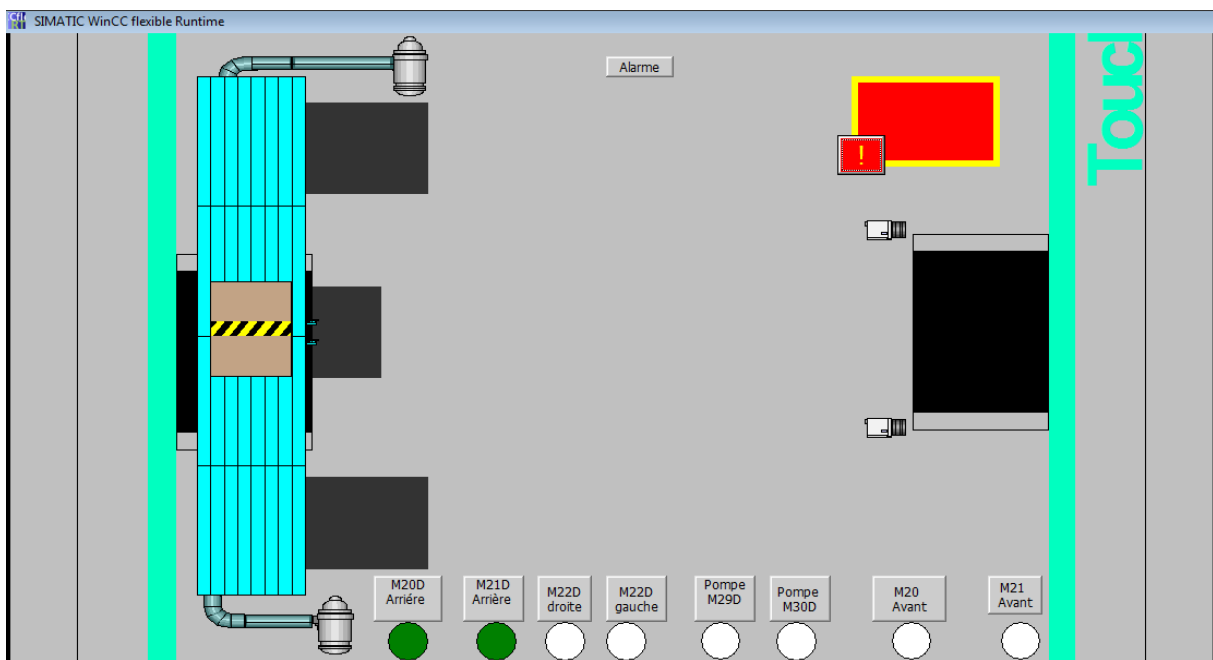 SIMATIC WinCC flexible Runtime
Alarme
Touc
!
M20D
Arriére
M21D
Arrière
M22D
droite
M22D
gauche
Pompe
M29D
Pompe
M30D
M20
Avant
M21
Avant